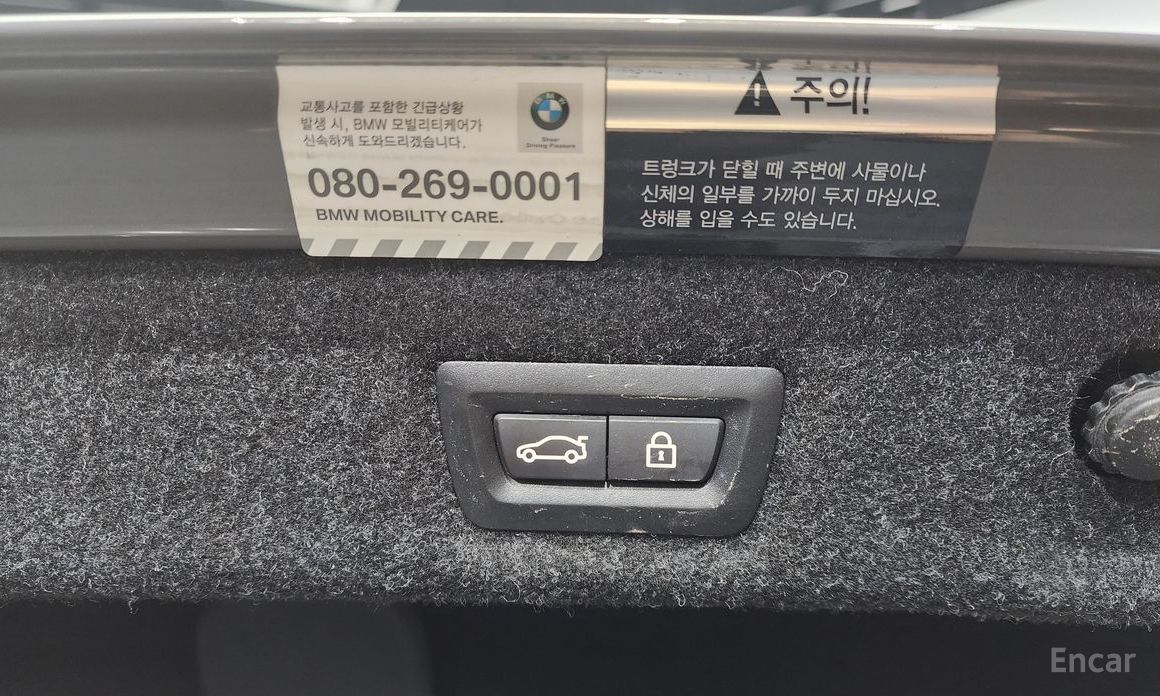 교통사고를 포함한 긴급상황
발생 시, BMW 모빌리티케어가
신속하게 도와드리겠습니다.
BMW
Sheer
Driving Pleasure
080-269-0001
BMW MOBILITY CARE.
주의!
트렁크가 닫힐 때 주변에 사물이나
신체의 일부를 가까이 두지 마십시오.
상해를 입을 수도 있습니다.
Encar